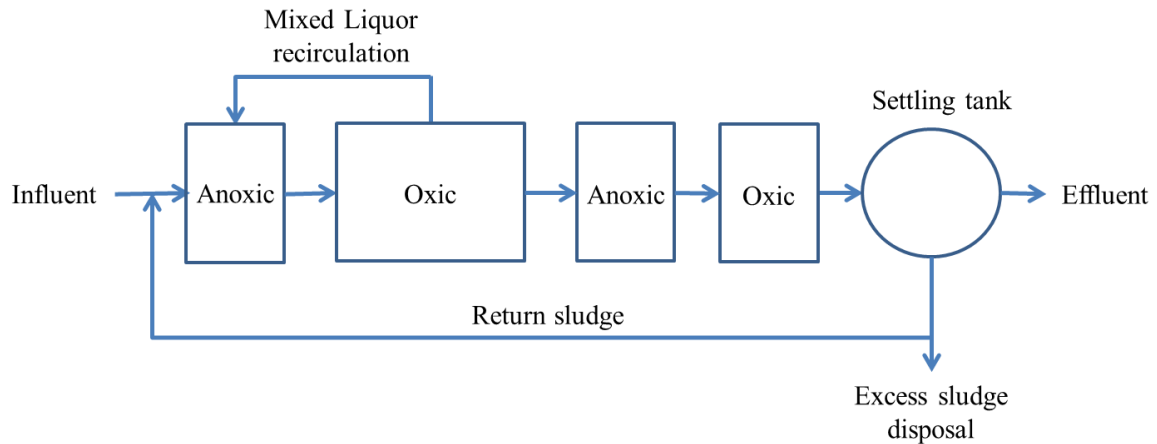 Mixed Liquor
recirculation
Settling tank
Influent
Anoxic
Oxic
Anoxic
Oxic
Effluent
Return sludge
Excess sludge
disposal